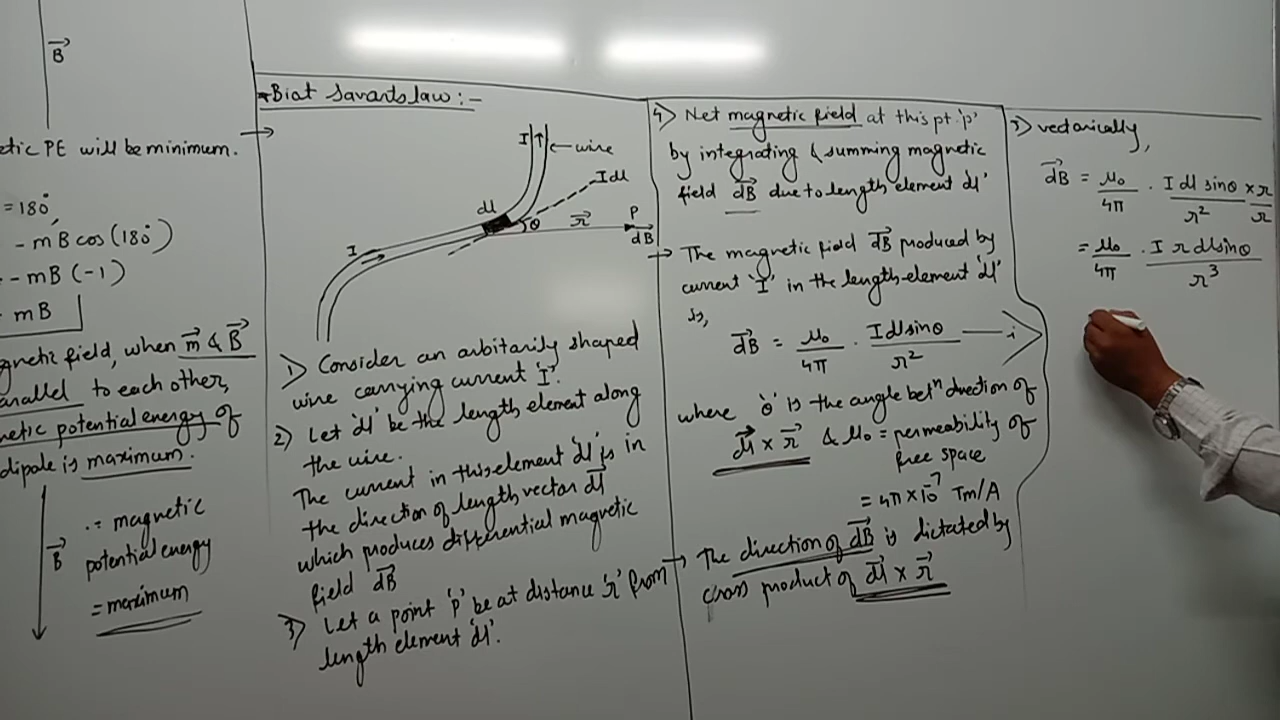 B⃗
etic PE will be minimum.
= 180°
- mB cos (180°)
= - mB (-1)
mB
gnetic field, when m⃗ & B⃗
arallel to each other,
netic potential energy of
dipole is maximum.
B⃗
∴ magnetic
potential energy
= maximum
Biot Savarts law :-
I
wire
Idl
dl
θ
r⃗
P
dB⃗
I
1) Consider an arbitarily shaped
wire carrying current 'I'.
2) Let 'dl' be the length element along
the wire.
The current in this element 'dl' is in
the direction of length vector dl⃗
which produces differential magnetic
field dB⃗
3) Let a point 'p' be at distance 'r' from
length element 'dl'.
4) Net magnetic field at this pt. 'p'
by integrating & summing magnetic
field dB⃗ due to length element 'dl'
→ The magnetic field dB⃗ produced by
current 'I' in the length element 'dl'
is,
dB⃗ = μ₀/4π . I dl sinθ/r² — i
where 'θ' is the angle betⁿ direction of
dl⃗ × r⃗ & μ₀ = permeability of
free space
= 4π × 10⁻⁷ Tm/A
→ The direction of dB⃗ is dictated by
cross product of dl⃗ × r⃗
5) vectorically,
dB⃗ = μ₀/4π . I dl sinθ/r² × r/r
= μ₀/4π . I r dl sinθ/r³